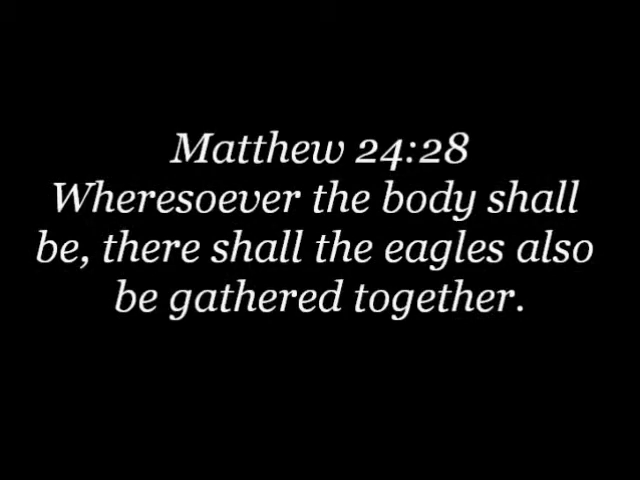 Matthew 24:28
Wheresoever the body shall
be, there shall the eagles also
be gathered together.